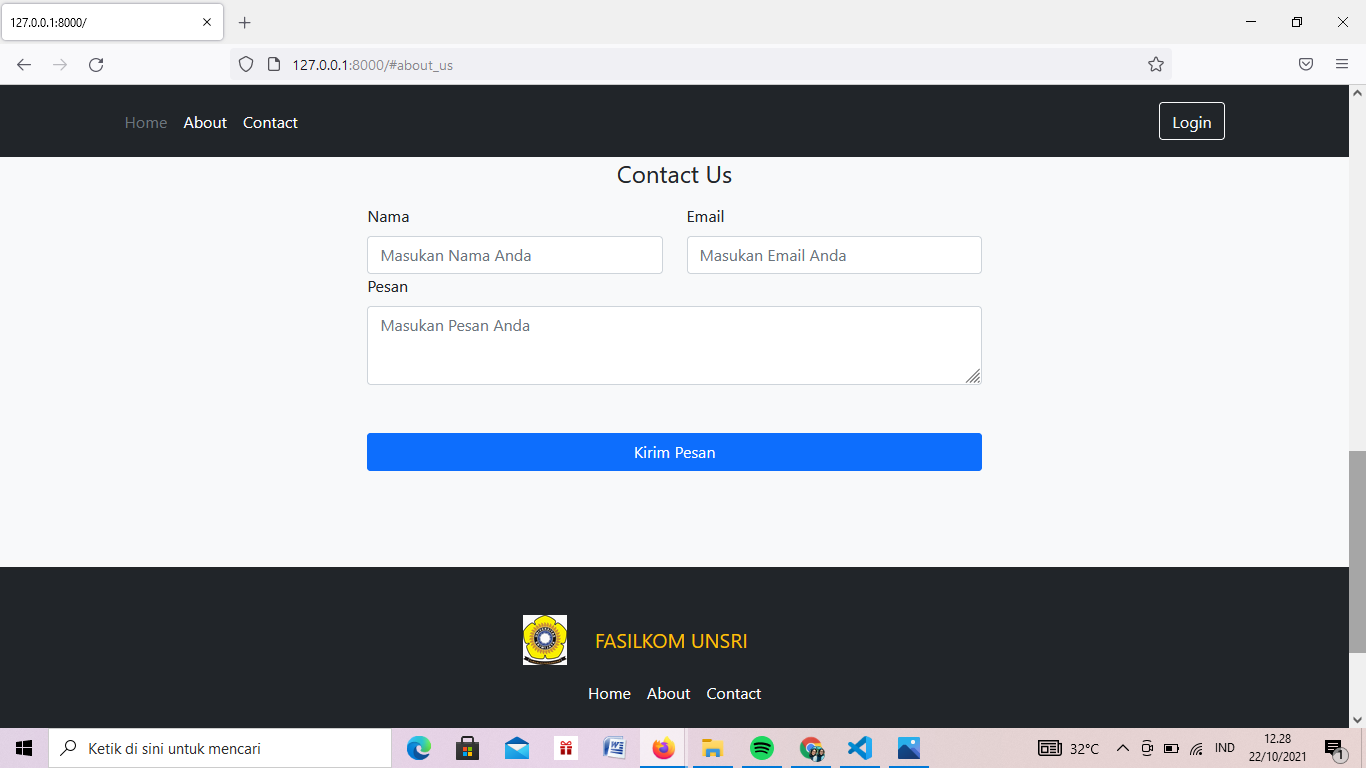 127.0.0.1:8000/
127.0.0.1:8000/#about_us
Home About Contact Login
Contact Us
Nama Email
Masukan Nama Anda Masukan Email Anda
Pesan
Masukan Pesan Anda
Kirim Pesan
FASILKOM UNSRI
Home About Contact
Ketik di sini untuk mencari
32°C IND 12.28
22/10/2021
1